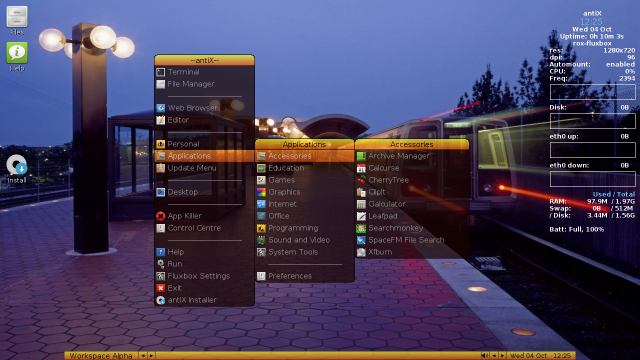 Files
Help
Install
--antiX--
Terminal
File Manager
Web Browser
Editor
Personal
Applications
Update Menu
Desktop
App Killer
Control Centre
Help
Run
Fluxbox Settings
Exit
antiX Installer
Applications
Accessories
Education
Games
Graphics
Internet
Office
Programming
Sound and Video
System Tools
Preferences
Accessories
Archive Manager
Calcurse
CherryTree
ClipIt
Galculator
Leafpad
Searchmonkey
SpaceFM File Search
Xfburn
antiX
12:25
Wed 04 Oct
Uptime: 0h 10m 3s
rox-fluxbox
res: 1280x720
dpi: 96
Automount: enabled
CPU: 0%
Freq: 2394
Disk: 0B
eth0 up: 0B
eth0 down: 0B
Used / Total
RAM: 97.9M / 1.97G
Swap: 0B / 512M
/ Disk: 3.44M / 1.56G
Batt: Full, 100%
Workspace Alpha
Wed 04 Oct 12:25